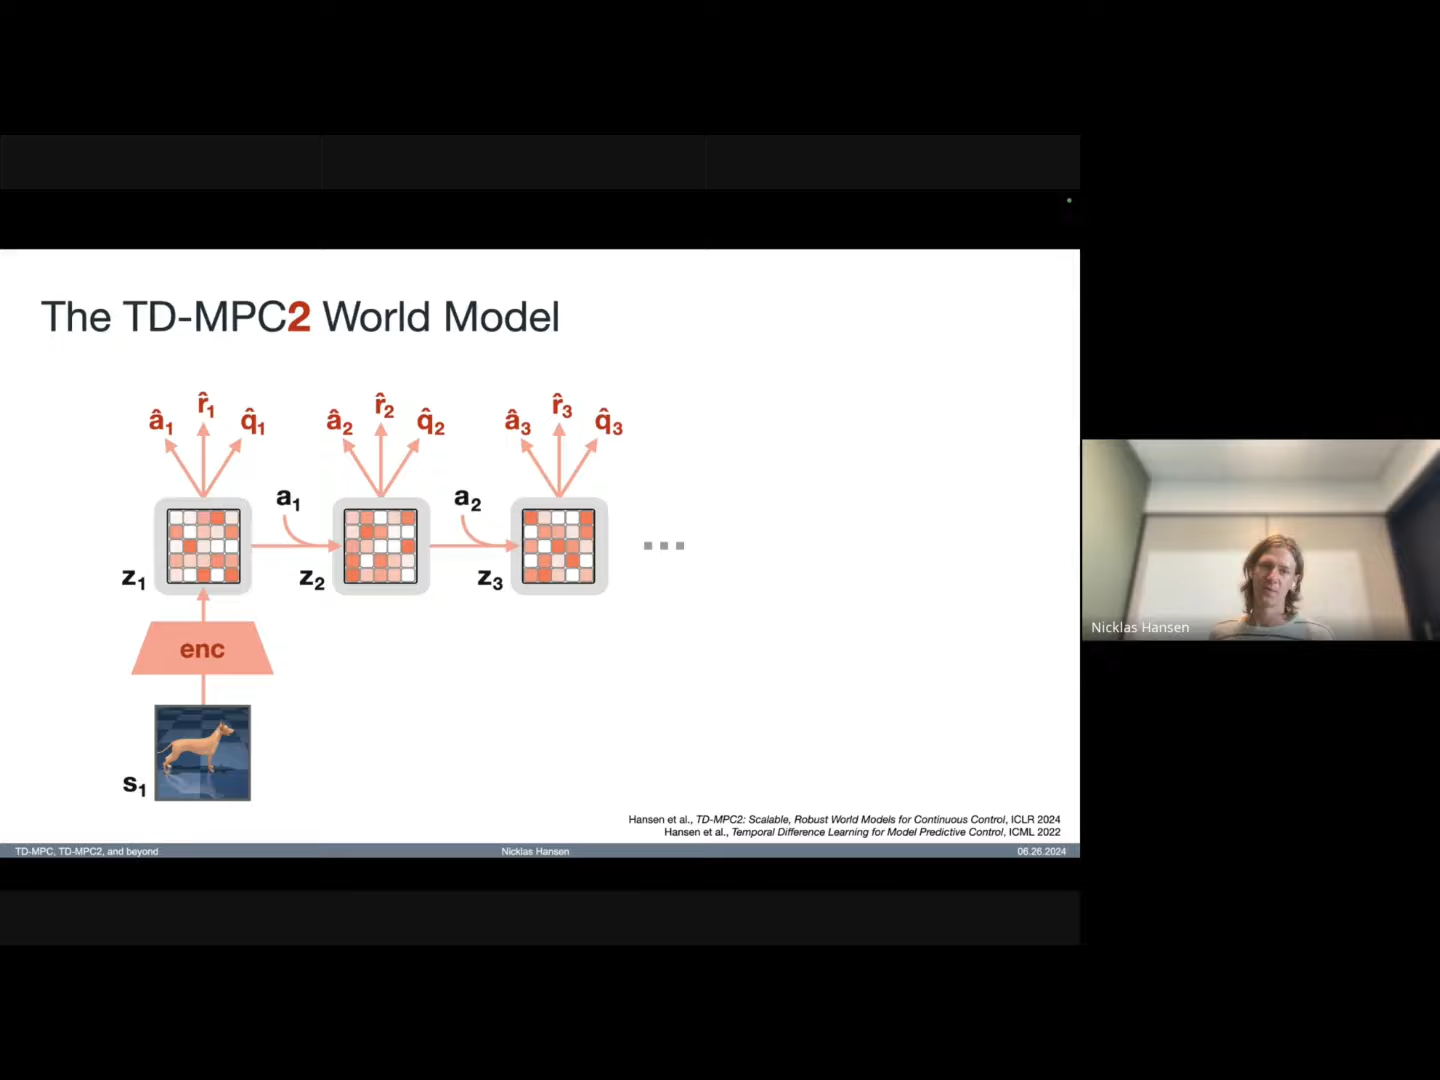 The TD-MPC2 World Model
â1 r̂1 q̂1 â2 r̂2 q̂2 â3 r̂3 q̂3
a1 a2
z1 z2 z3
enc
s1
Hansen et al., TD-MPC2: Scalable, Robust World Models for Continuous Control, ICLR 2024
Hansen et al., Temporal Difference Learning for Model Predictive Control, ICML 2022
TD-MPC, TD-MPC2, and beyond Nicklas Hansen 06.26.2024
Nicklas Hansen